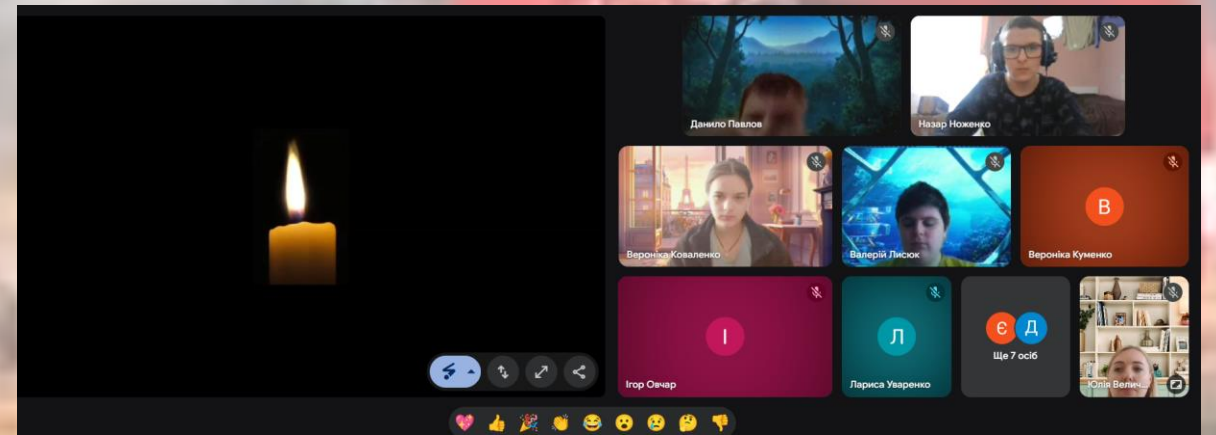 Данило Павлов
Назар Ноженко
Вероніка Коваленко
Валерій Лисюк
В
Вероніка Куменко
І
Ігор Овчар
Л
Лариса Уваренко
Є Д
Ще 7 осіб
Юлія Велич...